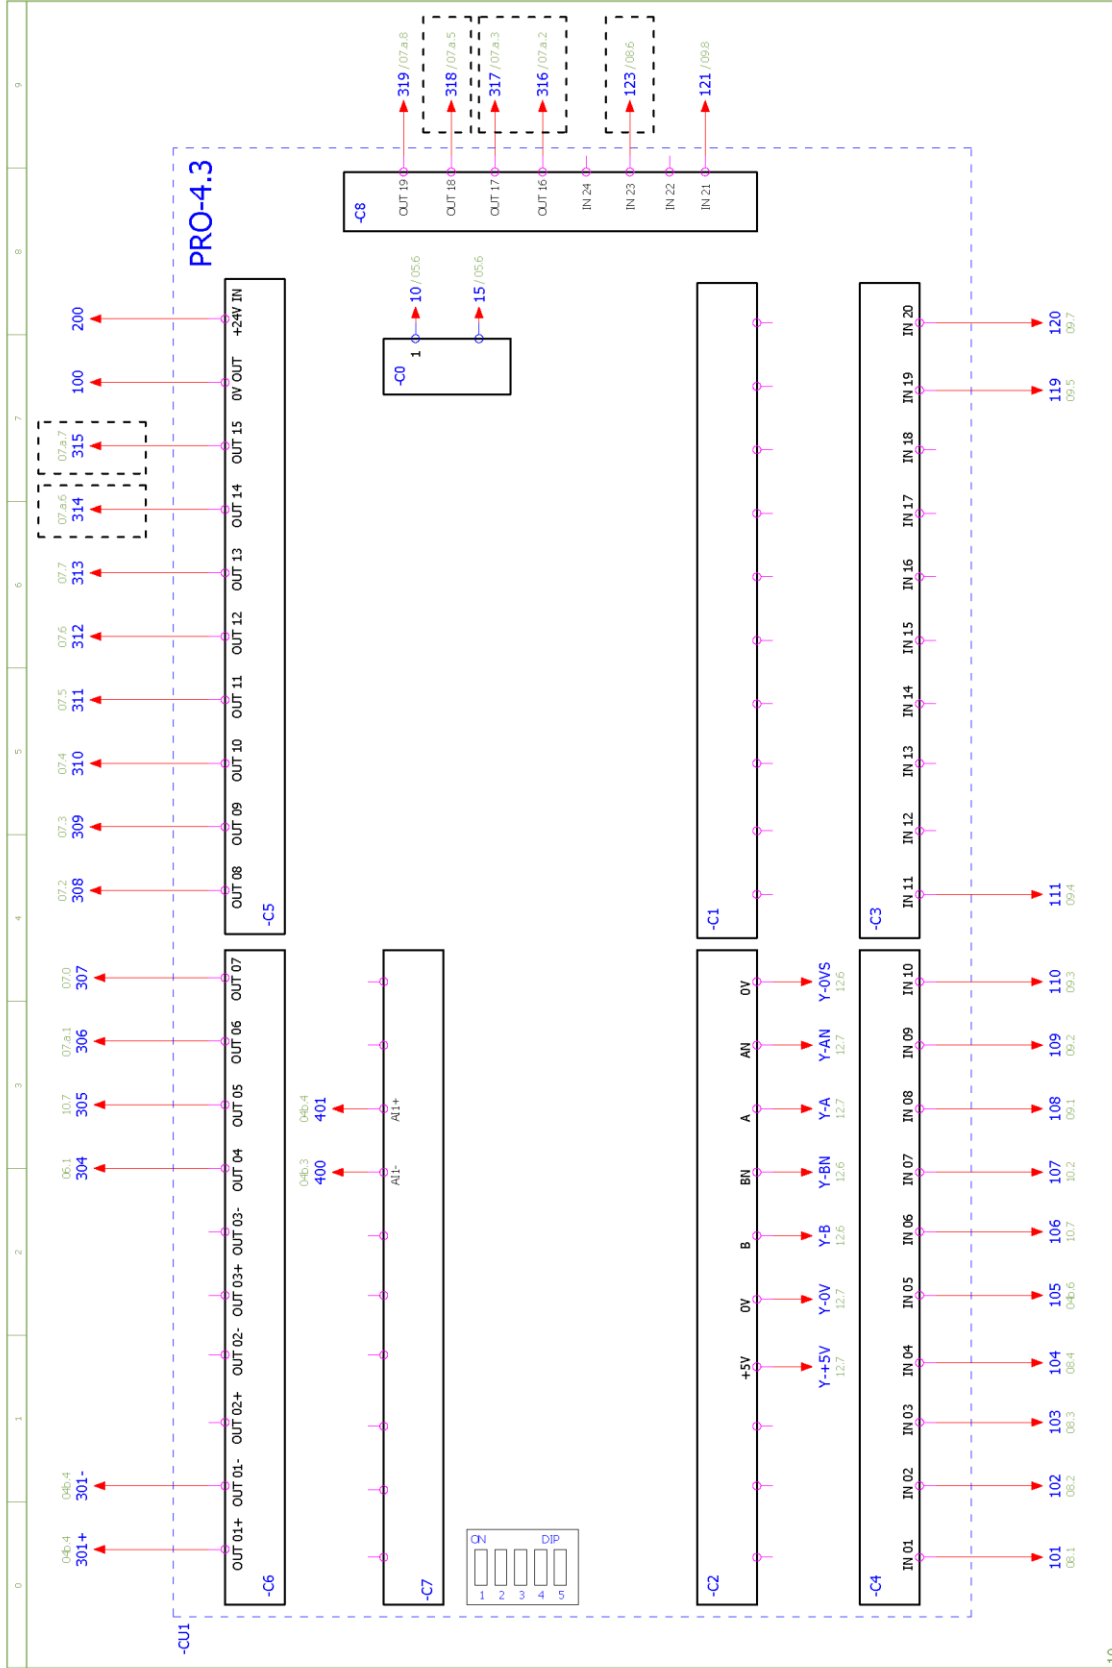 9
8
7
6
5
4
3
2
1
0
PRO-4.3
-CU1
319 /07.a.8
318 /07.a.5
317 /07.a.3
316 /07.a.2
123 /08.6
121 /09.8
-C8
OUT 19
OUT 18
OUT 17
OUT 16
IN 24
IN 23
IN 22
IN 21
-C0
1
10 /05.6
15 /05.6
-C5
200
+24V IN
100
0V OUT
07.a.7
315
OUT 15
07.a.6
314
OUT 14
07.7
313
OUT 13
07.6
312
OUT 12
07.5
311
OUT 11
07.4
310
OUT 10
07.3
309
OUT 09
07.2
308
OUT 08
-C6
07.0
307
OUT 07
07.a.1
306
OUT 06
10.7
305
OUT 05
06.1
304
OUT 04
OUT 03-
OUT 03+
OUT 02-
OUT 02+
04b.4
301-
OUT 01-
04b.4
301+
OUT 01+
-C7
04b.4
401
AI1+
04b.3
400
AI1-
ON DIP
1 2 3 4 5
-C1
-C2
0V
Y-0VS
12.6
AN
Y-AN
12.7
A
Y-A
12.7
BN
Y-BN
12.6
B
Y-B
12.6
0V
Y-0V
12.7
+5V
Y-+5V
12.7
-C3
IN 20
120
09.7
IN 19
119
09.5
IN 18
IN 17
IN 16
IN 15
IN 14
IN 13
IN 12
IN 11
111
09.4
-C4
IN 10
110
09.3
IN 09
109
09.2
IN 08
108
09.1
IN 07
107
10.2
IN 06
106
10.7
IN 05
105
04b.6
IN 04
104
08.4
IN 03
103
08.3
IN 02
102
08.2
IN 01
101
08.1